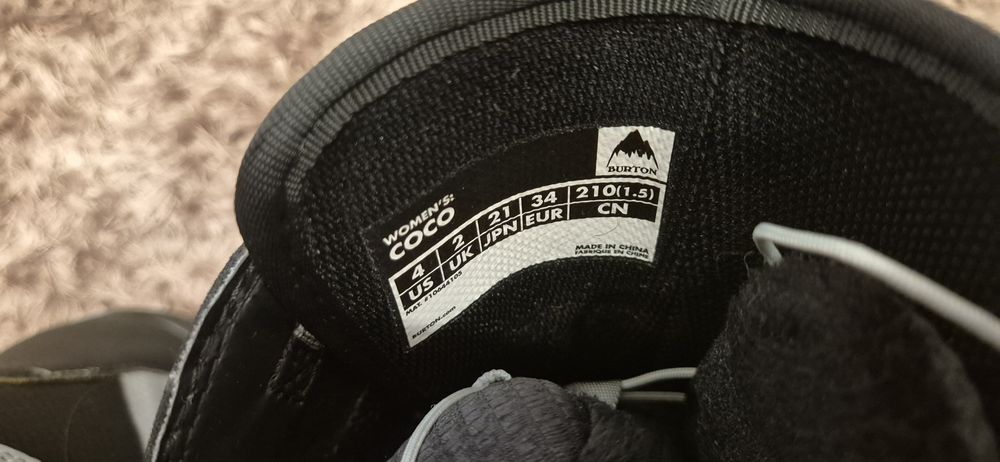 BURTON
WOMEN'S:
COCO
4 2 21 34 210(1.5)
US UK JPN EUR CN
MADE IN CHINA
FABRIQUÉ EN CHINE
BURTON.com